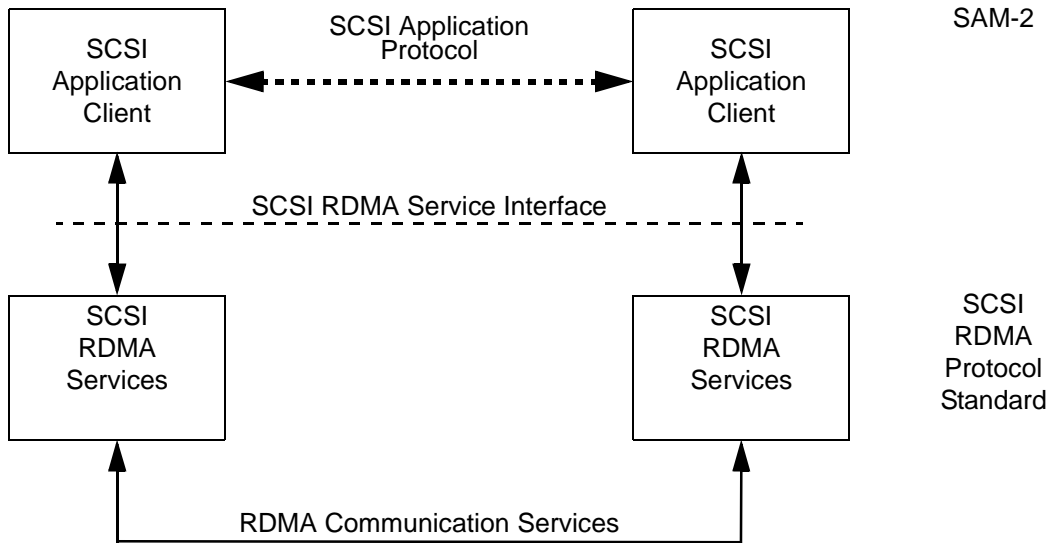 SCSI Application
Protocol
SAM-2
SCSI
Application
Client
SCSI
Application
Client
SCSI RDMA Service Interface
SCSI
RDMA
Services
SCSI
RDMA
Services
SCSI
RDMA
Protocol
Standard
RDMA Communication Services